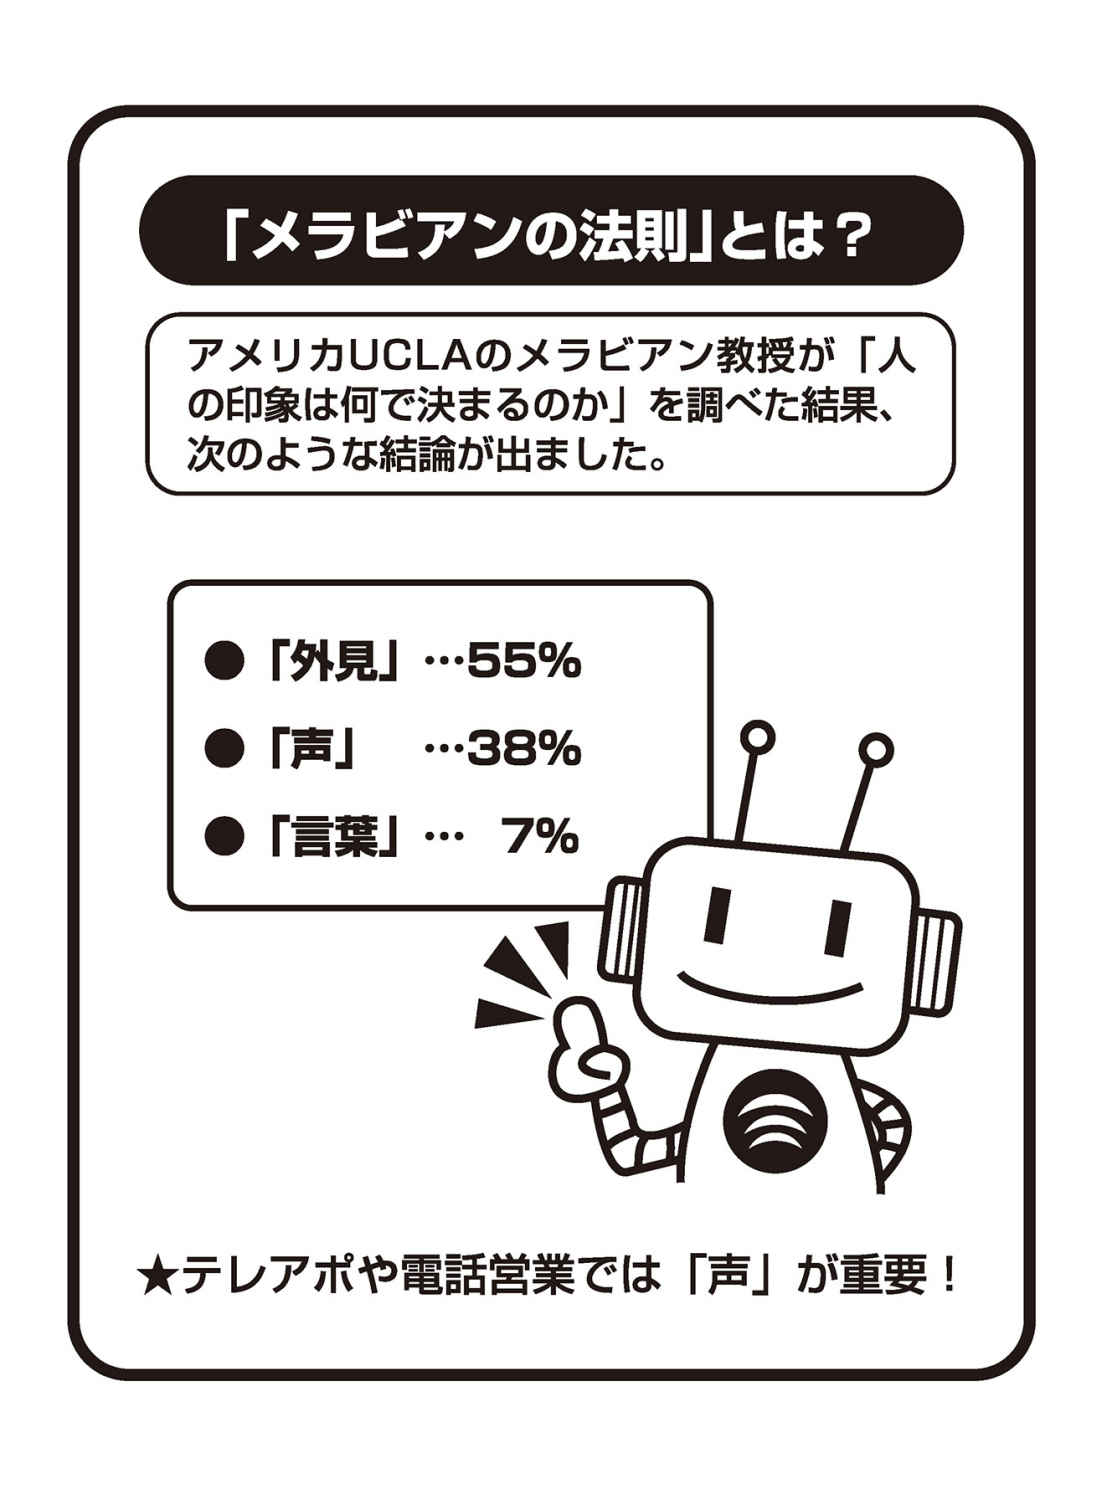 「メラビアンの法則」とは？
アメリカUCLAのメラビアン教授が「人
の印象は何で決まるのか」を調べた結果、
次のような結論が出ました。
●「外見」…55%
●「声」　…38%
●「言葉」… 7%
★テレアポや電話営業では「声」が重要！